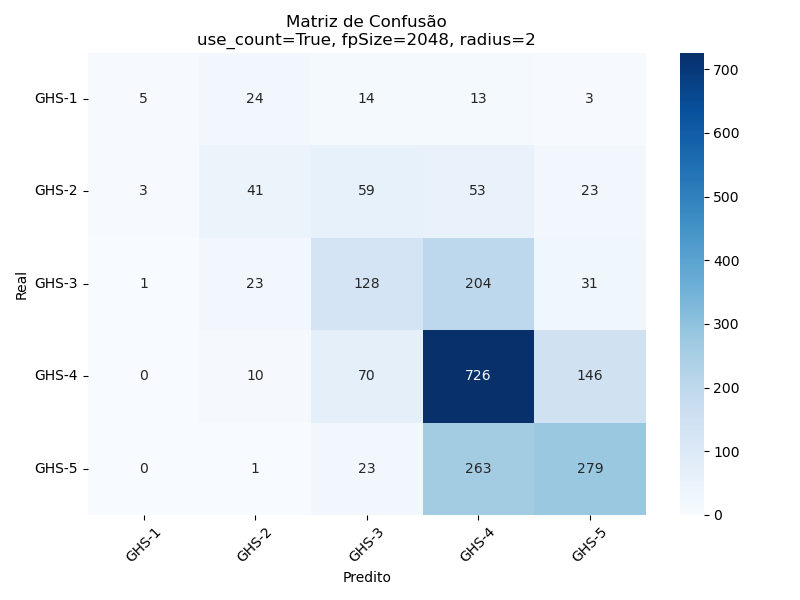 Matriz de Confusão
use_count=True, fpSize=2048, radius=2
Real
GHS-1 5 24 14 13 3
GHS-2 3 41 59 53 23
GHS-3 1 23 128 204 31
GHS-4 0 10 70 726 146
GHS-5 0 1 23 263 279
GHS-1 GHS-2 GHS-3 GHS-4 GHS-5
Predito
700
600
500
400
300
200
100
0